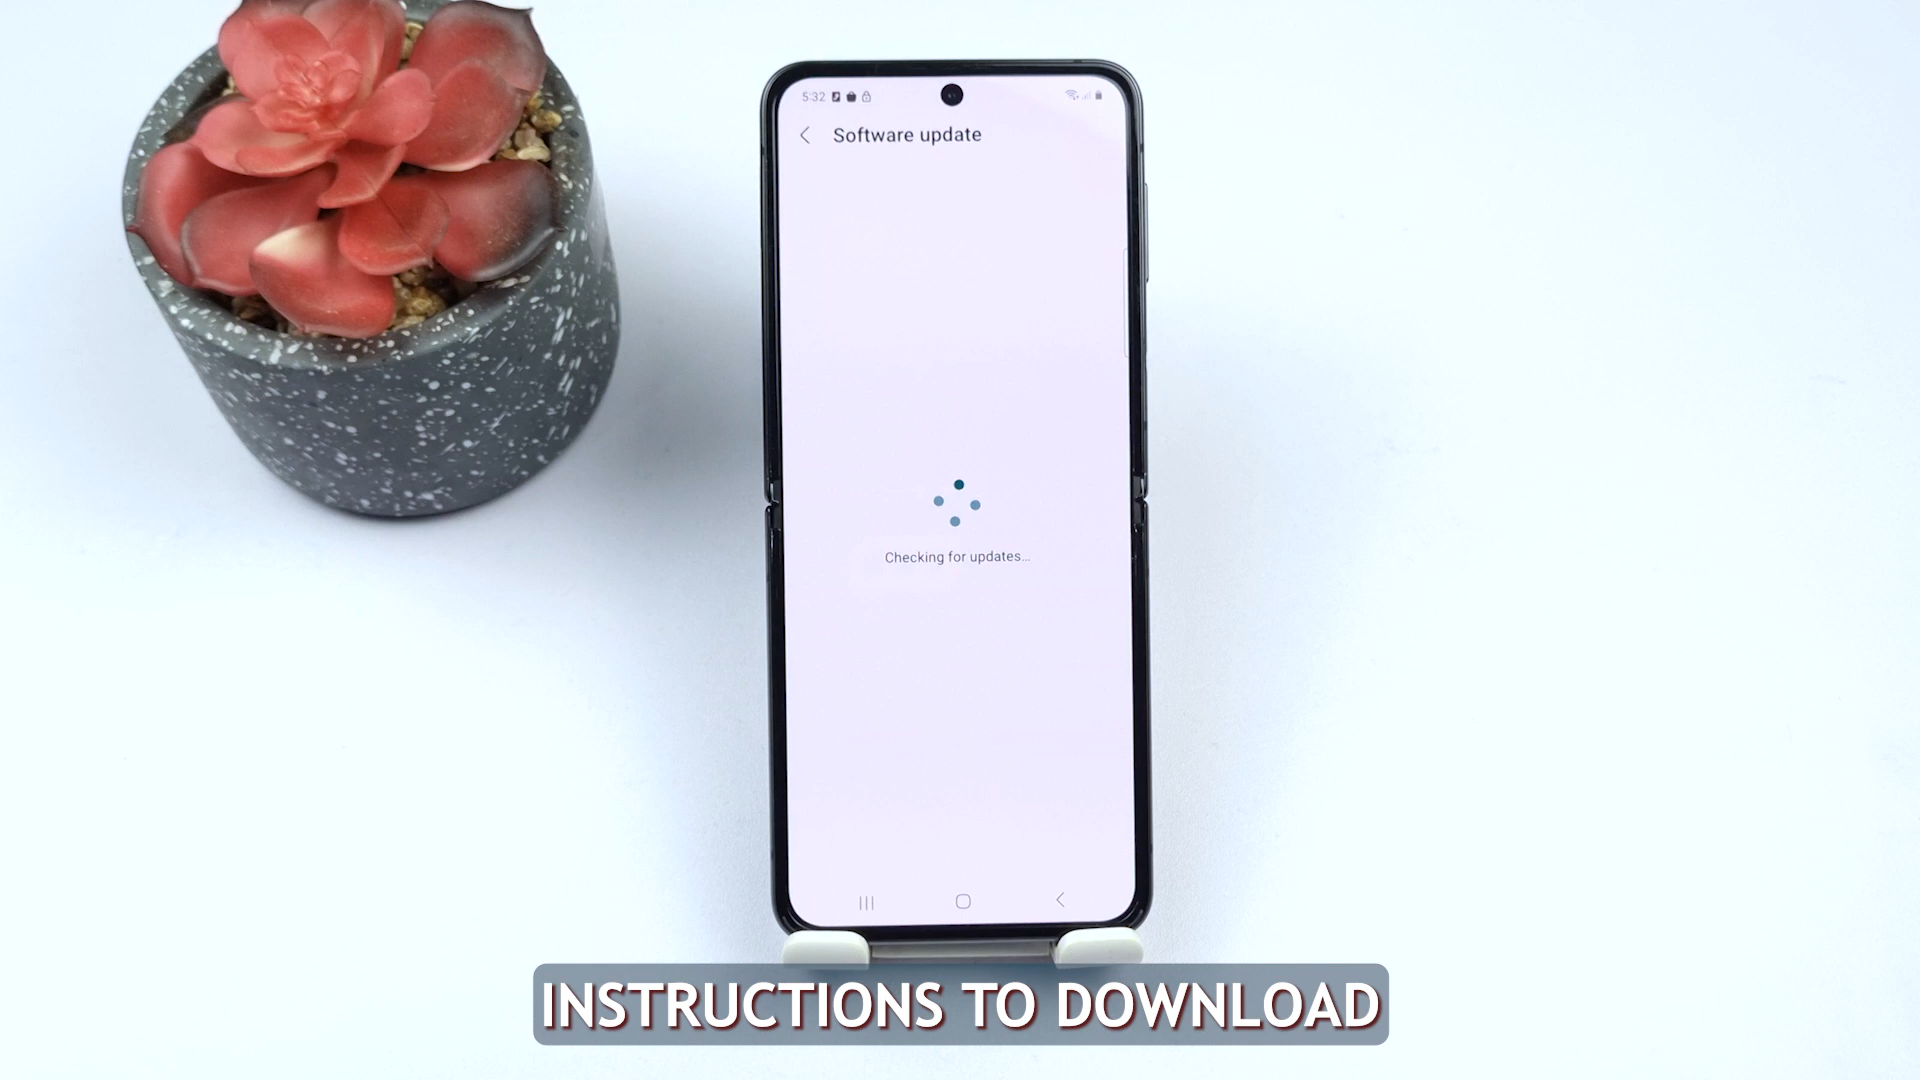 5:32
Software update
Checking for updates...
INSTRUCTIONS TO DOWNLOAD